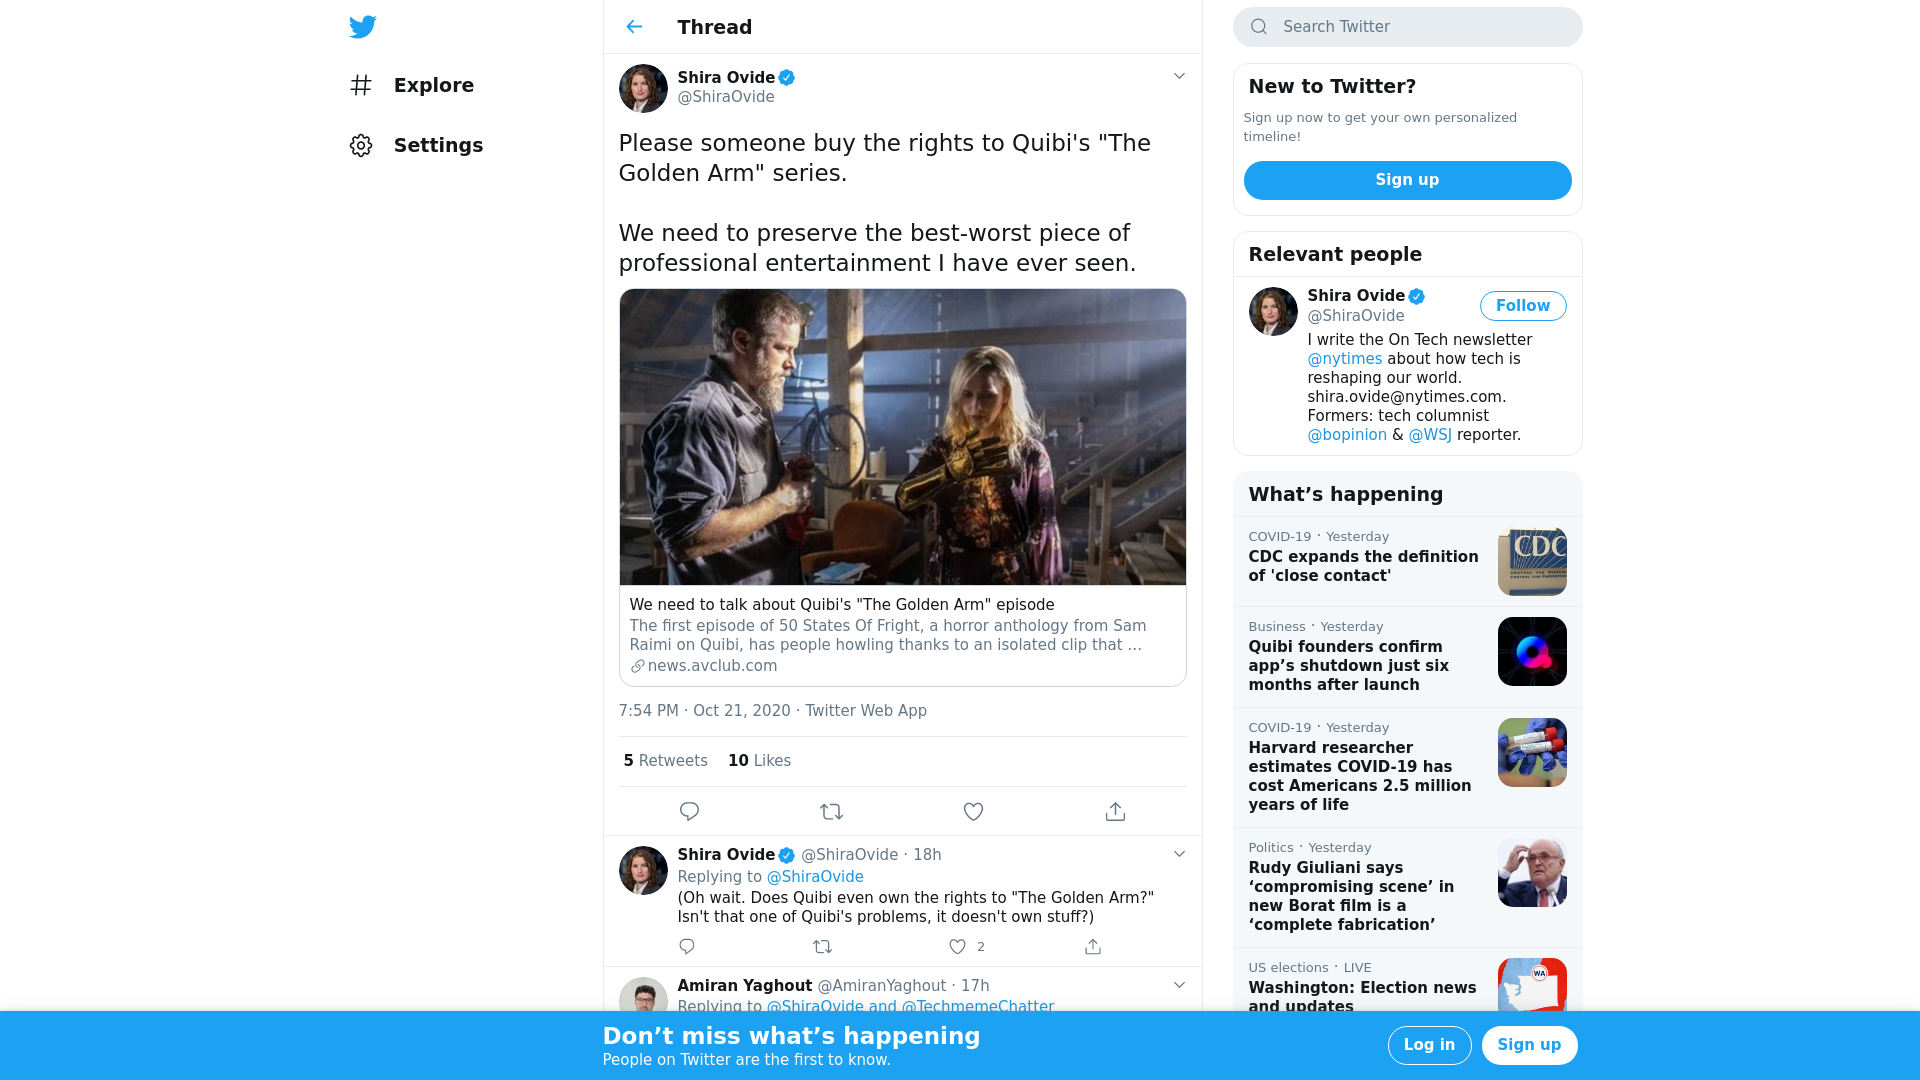 Explore
Settings
Thread
Shira Ovide
@ShiraOvide
Please someone buy the rights to Quibi's "The
Golden Arm" series.
We need to preserve the best-worst piece of
professional entertainment I have ever seen.
We need to talk about Quibi's "The Golden Arm" episode
The first episode of 50 States Of Fright, a horror anthology from Sam
Raimi on Quibi, has people howling thanks to an isolated clip that ...
news.avclub.com
7:54 PM · Oct 21, 2020 · Twitter Web App
5 Retweets 10 Likes
Shira Ovide @ShiraOvide · 18h
Replying to @ShiraOvide
(Oh wait. Does Quibi even own the rights to "The Golden Arm?"
Isn't that one of Quibi's problems, it doesn't own stuff?)
2
Amiran Yaghout @AmiranYaghout · 17h
Replying to @ShiraOvide and @TechmemeChatter
Search Twitter
New to Twitter?
Sign up now to get your own personalized
timeline!
Sign up
Relevant people
Shira Ovide
@ShiraOvide
Follow
I write the On Tech newsletter
@nytimes about how tech is
reshaping our world.
shira.ovide@nytimes.com.
Formers: tech columnist
@bopinion & @WSJ reporter.
What's happening
COVID-19 · Yesterday
CDC expands the definition
of 'close contact'
CDC
Business · Yesterday
Quibi founders confirm
app's shutdown just six
months after launch
COVID-19 · Yesterday
Harvard researcher
estimates COVID-19 has
cost Americans 2.5 million
years of life
Politics · Yesterday
Rudy Giuliani says
‘compromising scene’ in
new Borat film is a
‘complete fabrication’
US elections · LIVE
Washington: Election news
and updates
WA
Don’t miss what’s happening
People on Twitter are the first to know.
Log in
Sign up